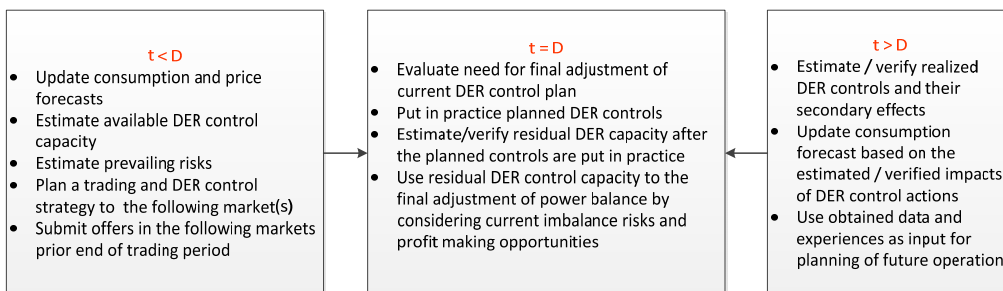 t < D
• Update consumption and price
forecasts
• Estimate available DER control
capacity
• Estimate prevailing risks
• Plan a trading and DER control
strategy to the following market(s)
• Submit offers in the following markets
prior end of trading period
t = D
• Evaluate need for final adjustment of
current DER control plan
• Put in practice planned DER controls
• Estimate/verify residual DER capacity after
the planned controls are put in practice
• Use residual DER control capacity to the
final adjustment of power balance by
considering current imbalance risks and
profit making opportunities
t > D
• Estimate / verify realized
DER controls and their
secondary effects
• Update consumption
forecast based on the
estimated / verified impacts
of DER control actions
• Use obtained data and
experiences as input for
planning of future operation